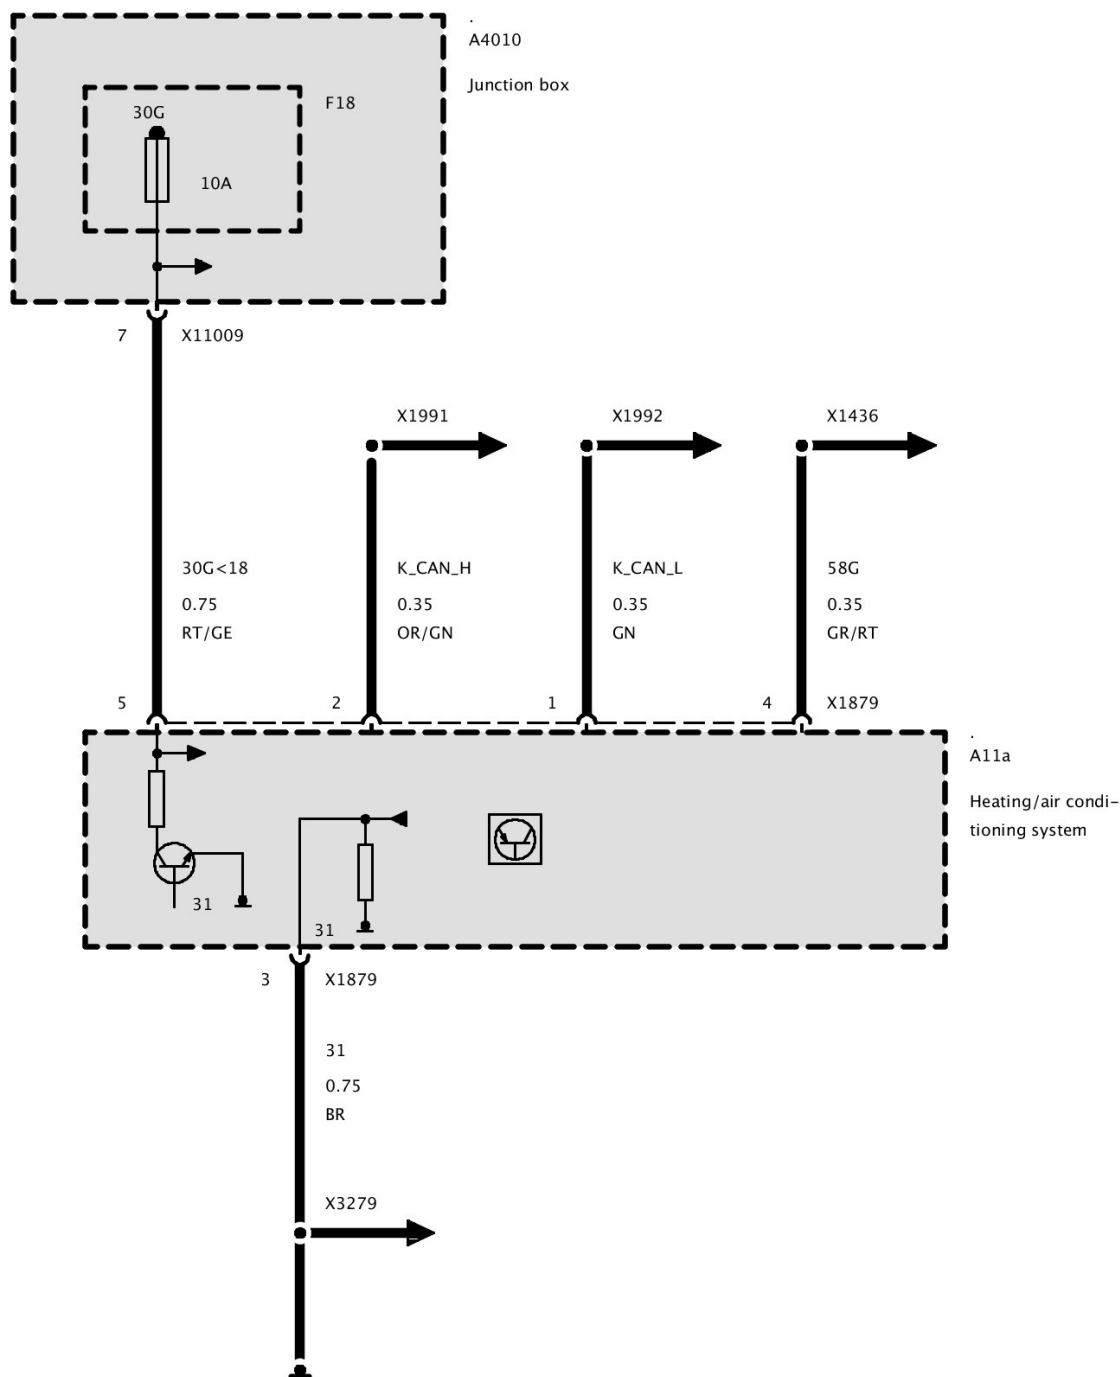 .
A4010
Junction box
F18
30G
10A
7
X11009
X1991
X1992
X1436
30G<18
0.75
RT/GE
K_CAN_H
0.35
OR/GN
K_CAN_L
0.35
GN
58G
0.35
GR/RT
5
2
1
4
X1879
.
A11a
Heating/air condi-
tioning system
31
31
3
X1879
31
0.75
BR
X3279